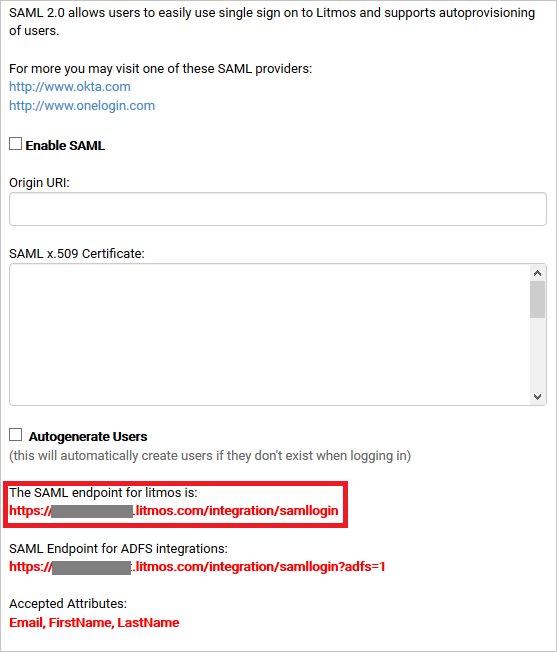 SAML 2.0 allows users to easily use single sign on to Litmos and supports autoprovisioning
of users.
For more you may visit one of these SAML providers:
http://www.okta.com
http://www.onelogin.com
Enable SAML
Origin URI:
SAML x.509 Certificate:
Autogenerate Users
(this will automatically create users if they don't exist when logging in)
The SAML endpoint for litmos is:
https://.litmos.com/integration/samllogin
SAML Endpoint for ADFS integrations:
https://.litmos.com/integration/samllogin?adfs=1
Accepted Attributes:
Email, FirstName, LastName